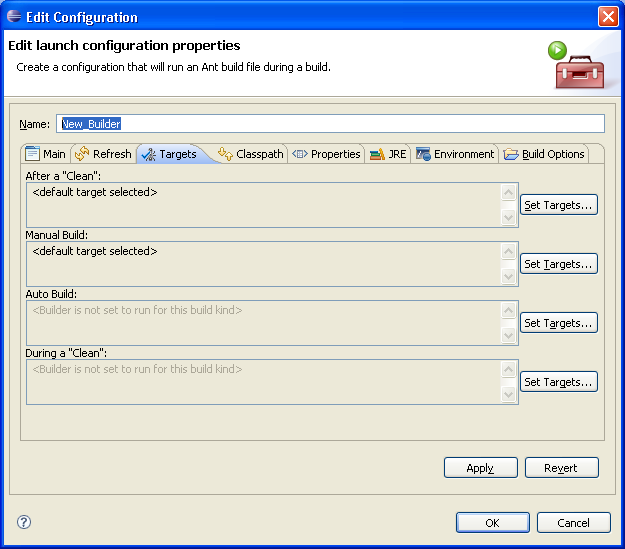 Edit Configuration
Edit launch configuration properties
Create a configuration that will run an Ant build file during a build.
Name: New_Builder
Main Refresh Targets Classpath Properties JRE Environment Build Options
After a "Clean":
<default target selected>
Set Targets...
Manual Build:
<default target selected>
Set Targets...
Auto Build:
<Builder is not set to run for this build kind>
Set Targets...
During a "Clean":
<Builder is not set to run for this build kind>
Set Targets...
Apply Revert
? OK Cancel